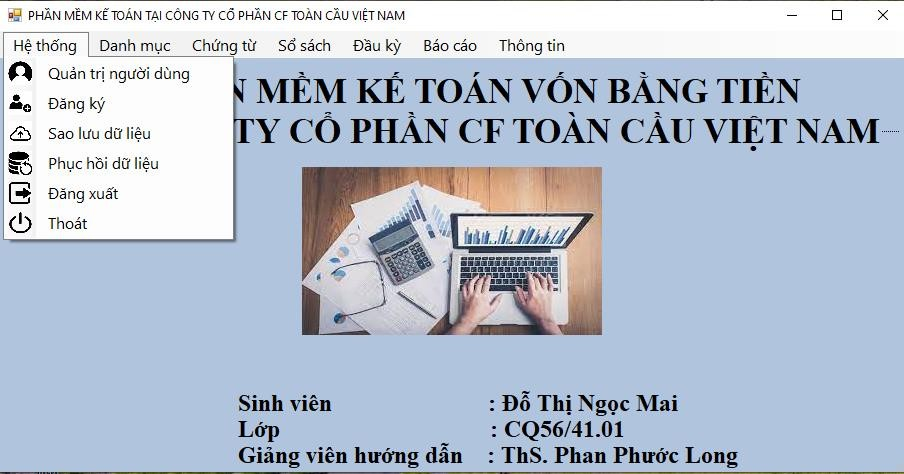 PHẦN MỀM KẾ TOÁN TẠI CÔNG TY CỔ PHẦN CF TOÀN CẦU VIỆT NAM
Hệ thống Danh mục Chứng từ Sổ sách Đầu kỳ Báo cáo Thông tin
Quản trị người dùng
Đăng ký
Sao lưu dữ liệu
Phục hồi dữ liệu
Đăng xuất
Thoát
N MỀM KẾ TOÁN VỐN BẰNG TIỀN
TY CỔ PHẦN CF TOÀN CẦU VIỆT NAM
Sinh viên : Đỗ Thị Ngọc Mai
Lớp : CQ56/41.01
Giảng viên hướng dẫn : ThS. Phan Phước Long